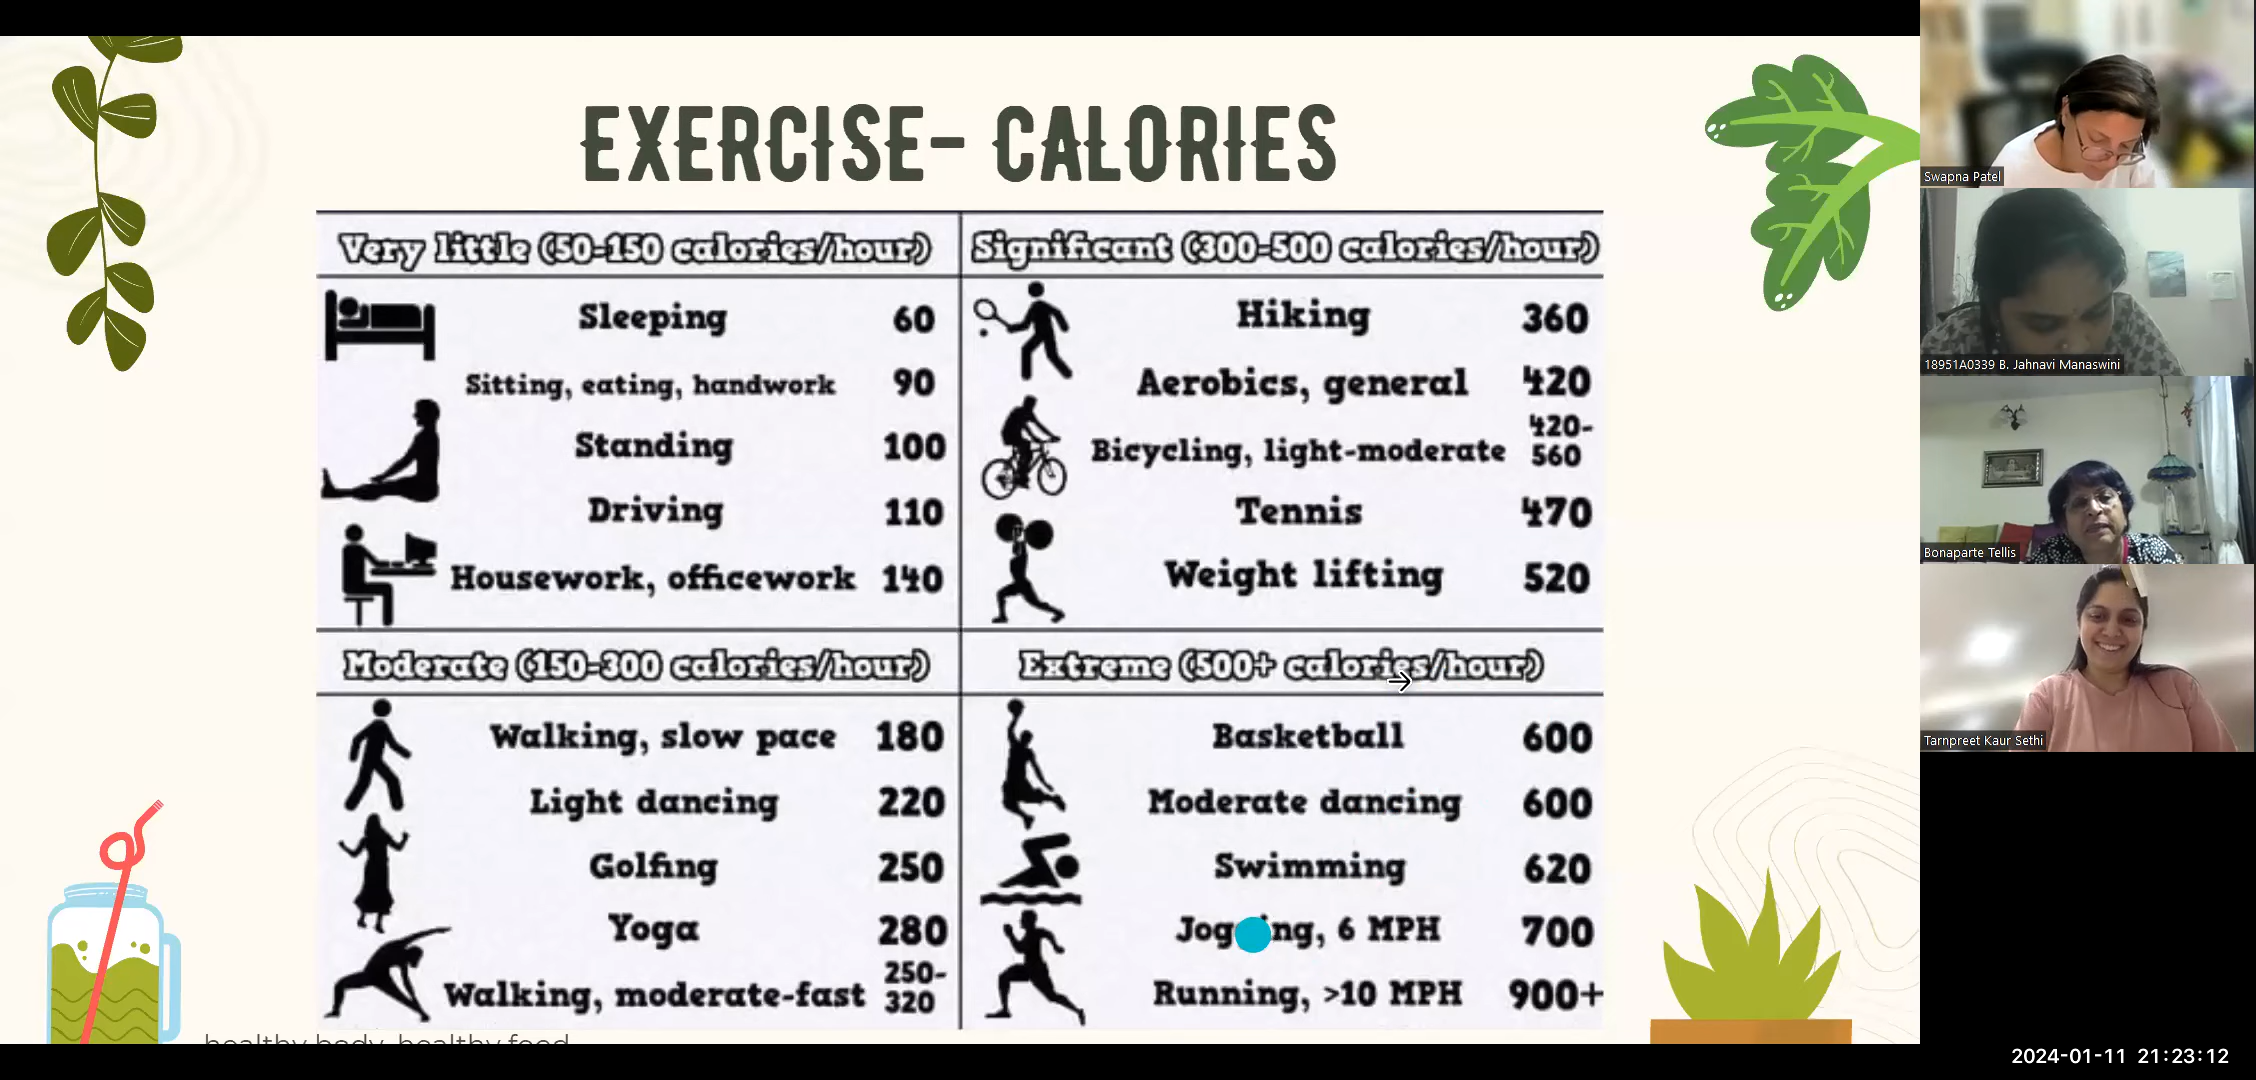 EXERCISE- CALORIES
Very little (50-150 calories/hour)
Sleeping 60
Sitting, eating, handwork 90
Standing 100
Driving 110
Housework, officework 140
Significant (300-500 calories/hour)
Hiking 360
Aerobics, general 420
Bicycling, light-moderate 420-
560
Tennis 470
Weight lifting 520
Moderate (150-300 calories/hour)
Walking, slow pace 180
Light dancing 220
Golfing 250
Yoga 280
Walking, moderate-fast 250-
320
Extreme (500+ calories/hour)
Basketball 600
Moderate dancing 600
Swimming 620
Jogging, 6 MPH 700
Running, >10 MPH 900+
healthy body, healthy food
Swapna Patel
18951A0339 B. Jahnavi Manaswini
Bonaparte Tellis
Tarnpreet Kaur Sethi
2024-01-11 21:23:12